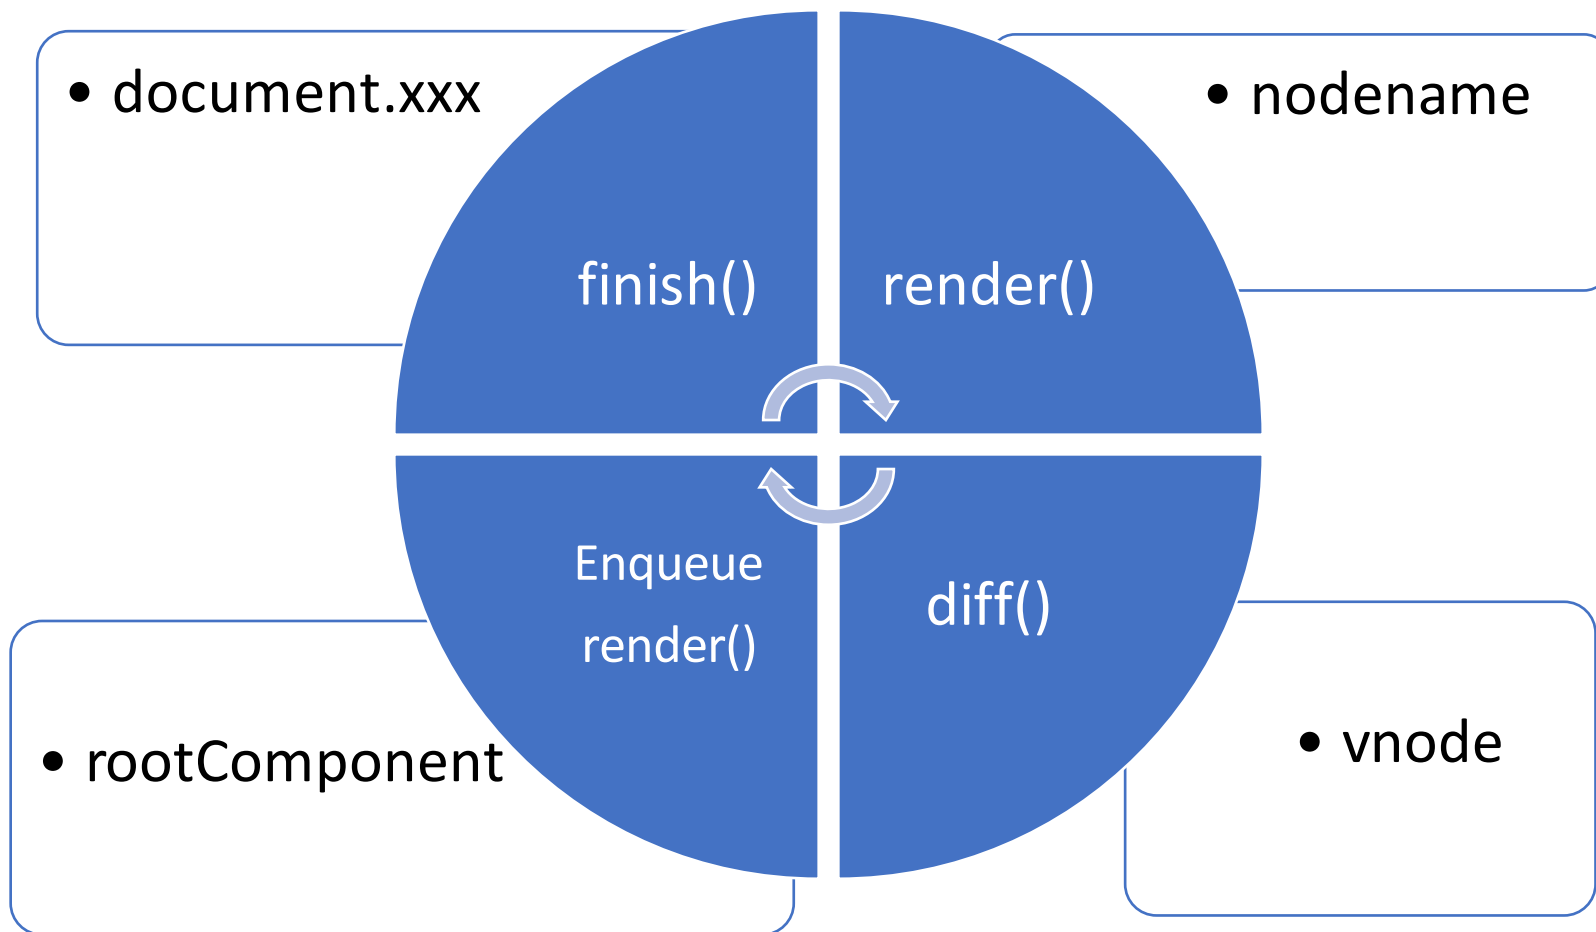 • document.xxx
• nodename
finish()
render()
Enqueue
render()
diff()
• rootComponent
• vnode